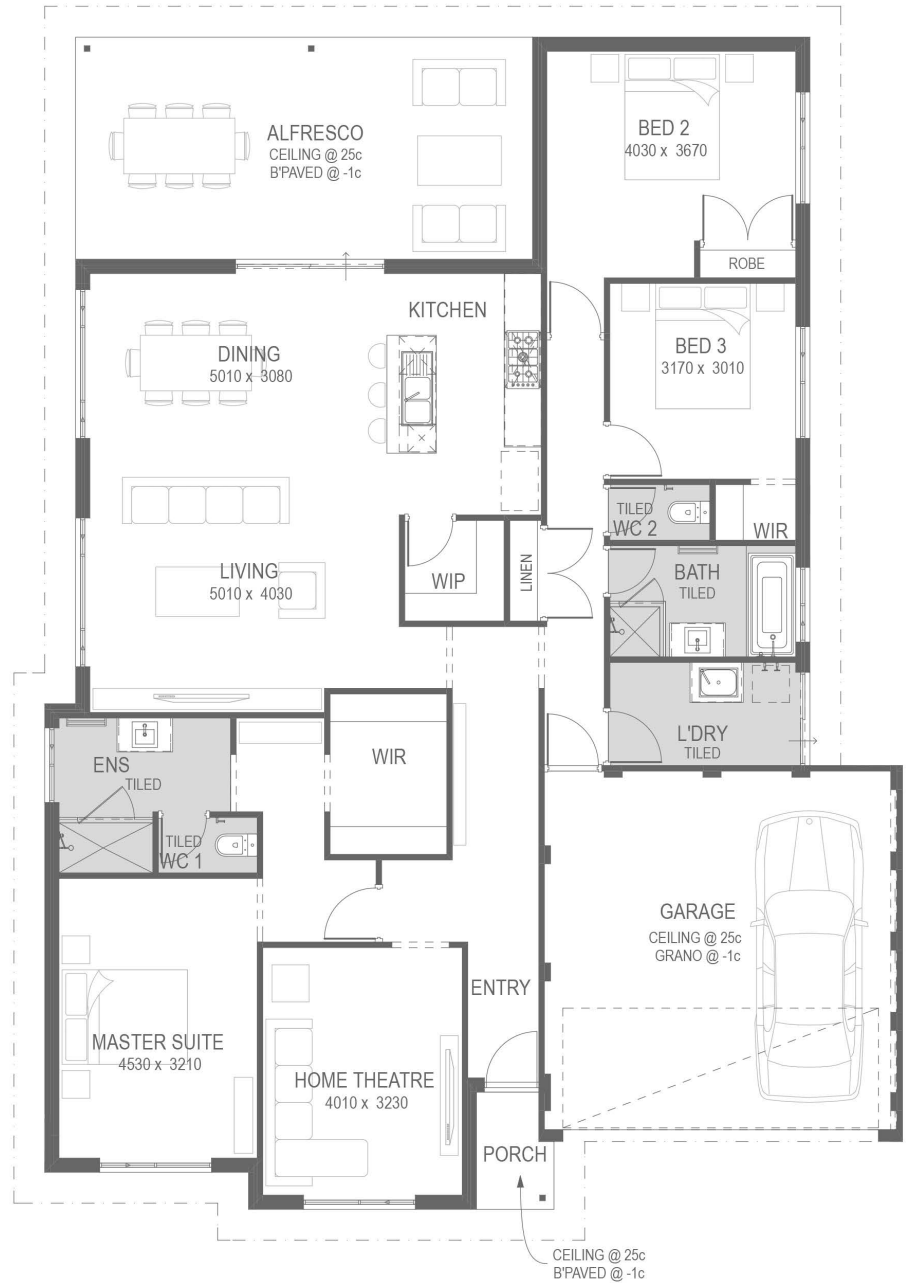 ALFRESCO
CEILING @ 25c
B'PAVED @ -1c
BED 2
4030 x 3670
ROBE
KITCHEN
DINING
5010 x 3080
BED 3
3170 x 3010
TILED
WC 2
WIR
LINEN
WIP
BATH
TILED
LIVING
5010 x 4030
L'DRY
TILED
WIR
ENS
TILED
TILED
WC 1
GARAGE
CEILING @ 25c
GRANO @ -1c
ENTRY
MASTER SUITE
4530 x 3210
HOME THEATRE
4010 x 3230
PORCH
CEILING @ 25c
B'PAVED @ -1c